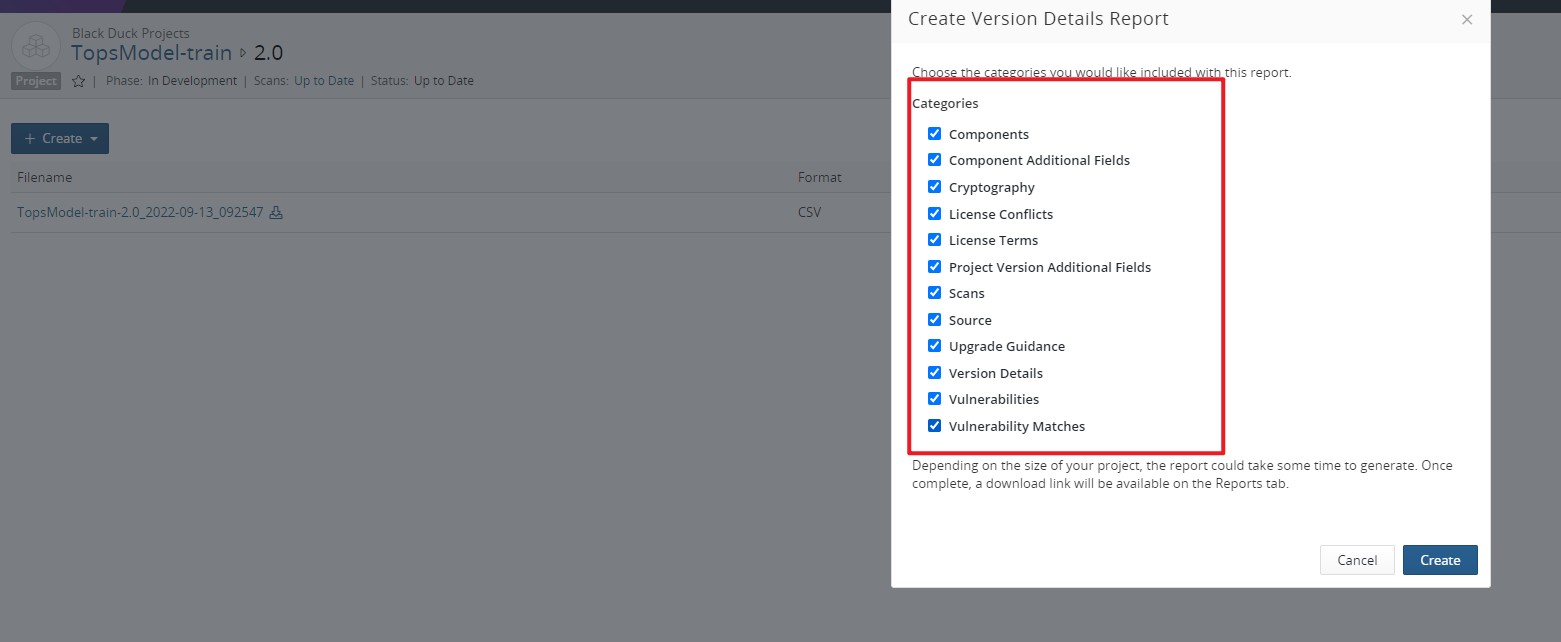 Black Duck Projects
TopsModel-train 2.0
Project | Phase: In Development | Scans: Up to Date | Status: Up to Date
+ Create
Filename Format
TopsModel-train-2.0_2022-09-13_092547 CSV
Create Version Details Report ×
Choose the categories you would like included with this report.
Categories
Components
Component Additional Fields
Cryptography
License Conflicts
License Terms
Project Version Additional Fields
Scans
Source
Upgrade Guidance
Version Details
Vulnerabilities
Vulnerability Matches
Depending on the size of your project, the report could take some time to generate. Once
complete, a download link will be available on the Reports tab.
Cancel Create